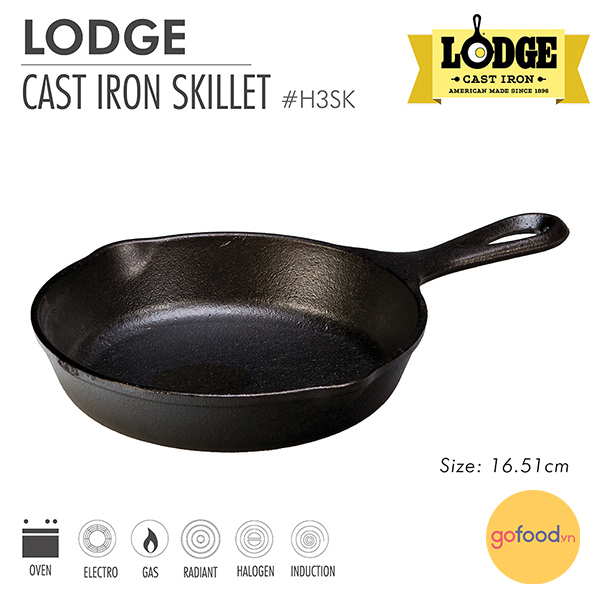 LODGE
CAST IRON SKILLET #H3SK
LODGE
CAST IRON
AMERICAN MADE SINCE 1896
Size: 16.51cm
gofood.vn
OVEN
ELECTRO
GAS
RADIANT
HALOGEN
INDUCTION